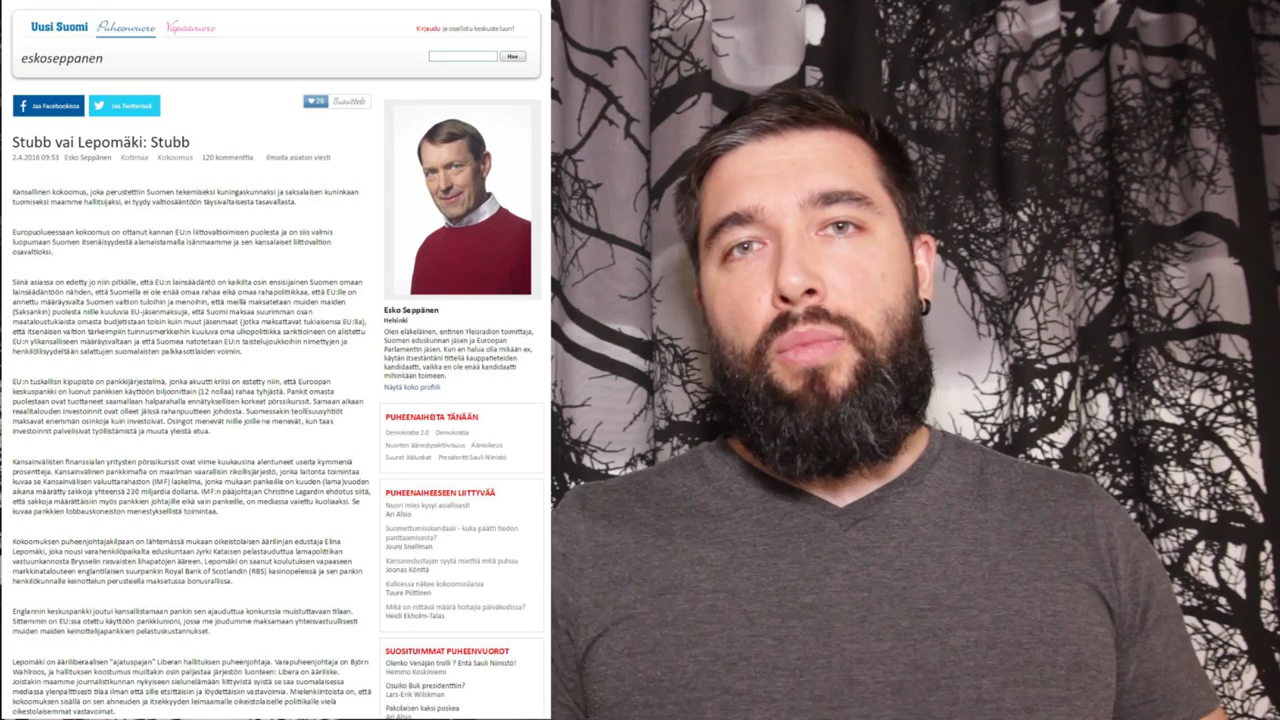 Uusi Suomi Puheenvuoro Vapaavuoro
Kirjaudu ja osallistu keskusteluun!
eskoseppanen
Hae
Jaa Facebookissa
Jaa Twitterissä
26 Suosittele
Stubb vai Lepomäki: Stubb
2.4.2016 09:53 Esko Seppänen Kotimaa Kokoomus 120 kommenttia Ilmoita asiaton viesti
Kansallinen kokoomus, joka perustettiin Suomen tekemiseksi kuningaskunnaksi ja saksalaisen kuninkaan
tuomiseksi maamme hallitsijaksi, ei tyydy valtiosääntöön täysivaltaisesta tasavallasta.
Europuolueessaan kokoomus on ottanut kannan EU:n liittovaltioimisen puolesta ja on siis valmis
luopumaan Suomen itsenäisyydestä alamaistamalla isänmaamme ja sen kansalaiset liittovaltion
osavaltioksi.
Siinä asiassa on edetty jo niin pitkälle, että EU:n lainsäädäntö on kaikilta osin ensisijainen Suomen omaan
lainsäädäntöön nähden, että Suomella ei ole enää omaa rahaa eikä omaa rahapolitiikkaa, että EU:lle on
annettu määräysvalta Suomen valtion tuloihin ja menoihin, että meillä maksatetaan muiden maiden
(Saksankin) puolesta niille kuuluvia EU-jäsenmaksuja, että Suomi maksaa suurimman osan
maataloustukiaista omasta budjetistaan toisin kuin muut jäsenmaat (jotka maksattavat tukiaisensa EU:lla),
että itsenäisen valtion tärkeimpiin tunnusmerkkeihin kuuluva oma ulkopolitiikka sanktioineen on alistettu
EU:n ylikansalliseen määräysvaltaan ja että Suomea natotetaan EU:n taistelujoukkoihin nimettyjen ja
henkilöllisyydeltään salattujen suomalaisten palkkasotilaiden voimin.
EU:n tuskallisin kipupiste on pankkijärjestelmä, jonka akuutti kriisi on estetty niin, että Euroopan
keskuspankki on luonut pankkien käyttöön biljoonittain (12 nollaa) rahaa tyhjästä. Pankit omasta
puolestaan ovat tuottaneet saamallaan halparahalla ennätyksellisen korkeat pörssikurssit. Samaan aikaan
reaalitalouden investoinnit ovat olleet jäissä rahanpuutteen johdosta. Suomessakin teollisuusyhtiöt
maksavat enemmän osinkoja kuin investoivat. Osingot menevät niille joille ne menevät, kun taas
investoinnit palvelisivat työllistämistä ja muuta yleistä etua.
Kansainvälisten finanssialan yritysten pörssikurssit ovat viime kuukausina alentuneet useita kymmeniä
prosentteja. Kansainvälinen pankkimafia on maailman vaarallisin rikollisjärjestö, jonka laitonta toimintaa
kuvaa se Kansainvälisen valuuttarahaston (IMF) laskelma, jonka mukaan pankeille on kuuden (lama)vuoden
aikana määrätty sakkoja yhteensä 230 miljardia dollaria. IMF:n pääjohtajan Christine Lagardin ehdotus siitä,
että sakkoja määrättäisiin myös pankkien johtajille eikä vain pankeille, on mediassa vaiettu kuoliaaksi. Se
kuvaa pankkien lobbauskoneiston menestyksellistä toimintaa.
Kokoomuksen puheenjohtajakilpaan on lähtemässä mukaan oikeistolaisen äärilinjan edustaja Elina
Lepomäki, joka nousi varahenkilöpaikalta eduskuntaan Jyrki Kataisen pelastauduttua lamapolitiikan
vastuunkannosta Brysselin rasvaisten lihapatojen ääreen. Lepomäki on saanut koulutuksen vapaaseen
markkinatalouteen englantilaisen suurpankin Royal Bank of Scotlandin (RBS) kasinopeleissä ja sen pankin
henkilökunnalle keinottelun perusteella maksetussa bonusrallissa.
Englannin keskuspankki joutui kansallistamaan pankin sen ajauduttua konkurssia muistuttavaan tilaan.
Sittemmin on EU:ssa otettu käyttöön pankkiunioni, jossa me joudumme maksamaan yhteisvastuullisesti
muiden maiden keinottelijapankkien pelastuskustannukset.
Lepomäki on ääriliberaalisen "ajatuspajan" Liberan hallituksen puheenjohtaja. Varapuheenjohtaja on Björn
Wahlroos, ja hallituksen koostumus muiltakin osin paljastaa järjestön luonteen: Libera on ääriliike.
Joistakin maamme journalistikunnan nykyiseen sielunelämään liittyvistä syistä se saa suomalaisessa
mediassa ylenpalttisesti tilaa ilman että sille etsittäisiin ja löydettäisiin vastavoimia. Mielenkiintoista on, että
kokoomuksen sisällä on sen ahneuden ja itsekkyyden leimaamalle oikeistolaiselle politiikalle vielä
oikeistolaisemmat vastavoimat.
Esko Seppänen
Helsinki
Olen eläkeläinen, entinen Yleisradion toimittaja,
Suomen eduskunnan jäsen ja Euroopan
Parlamentin jäsen. Kun en halua olla mikään ex,
käytän itsestäntini titteliä kauppatieteiden
kandidaatti, vaikka en ole enää kandidaatti
mihinkään toimeen.
Näytä koko profiili
PUHEENAIHEITA TÄNÄÄN
Demokratia 2.0 Demokratia
Nuorten äänestysaktiivisuus Äänioikeus
Suuret ikäluokat Presidentti Sauli Niinistö
PUHEENAIHEESEEN LIITTYVÄÄ
Nuori mies kysyi asiallisesti
Ari Alsio
Suomettumisskandaali - kuka päätti tiedon
panttaamisesta?
Jouni Snellman
Kansanedustajan syytä miettiä mitä puhuu
Joonas Könttä
Kulkiessa näkee kokoomuslaisia
Tuure Piittinen
Mikä on riittävä määrä hoitajia päiväkodissa?
Heidi Ekholm-Talas
SUOSITUIMMAT PUHEENVUOROT
Olenko Venäjän trolli ? Entä Sauli Niinistö!
Hemmo Koskiniemi
Osuiko Buk presidenttiin?
Lars-Erik Wilskman
Pakolaisen kaksi poskea
Ari Alsio